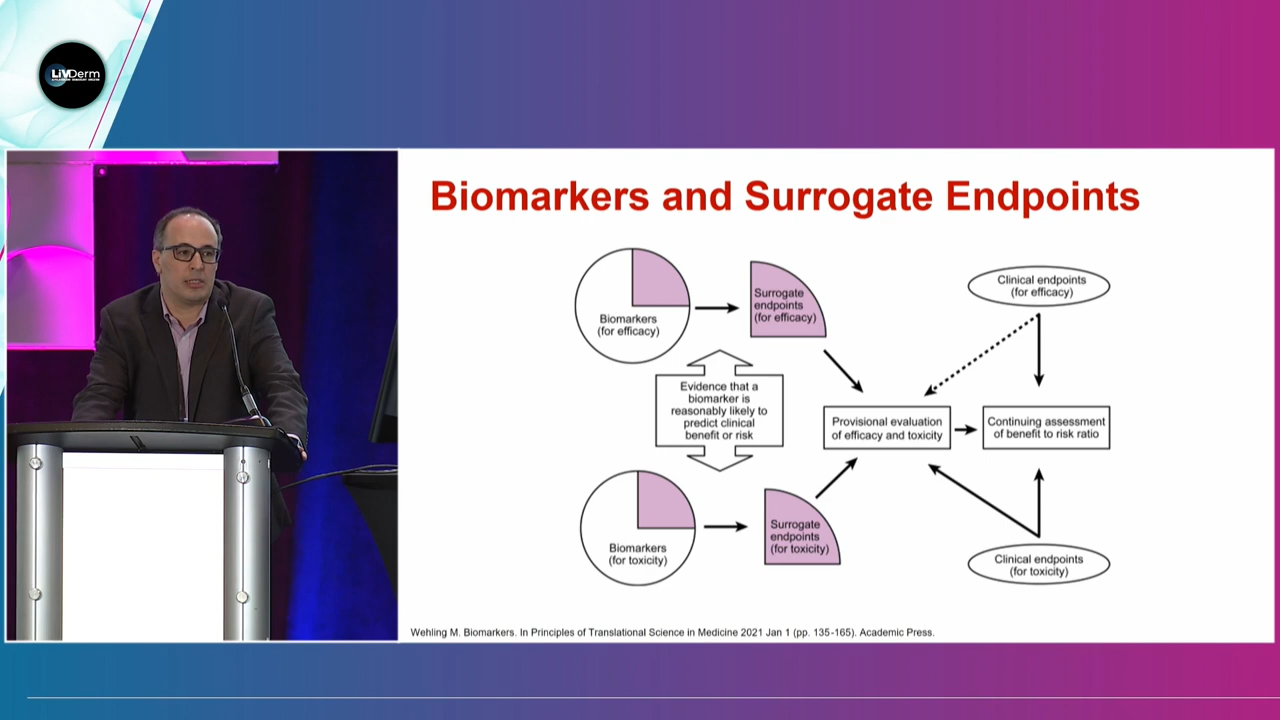 LiVDerm
Biomarkers and Surrogate Endpoints
Biomarkers
(for efficacy)
Surrogate
endpoints
(for efficacy)
Clinical endpoints
(for efficacy)
Evidence that a
biomarker is
reasonably likely to
predict clinical
benefit or risk
Provisional evaluation
of efficacy and toxicity
Continuing assessment
of benefit to risk ratio
Biomarkers
(for toxicity)
Surrogate
endpoints
(for toxicity)
Clinical endpoints
(for toxicity)
Wehling M. Biomarkers. In Principles of Translational Science in Medicine 2021 Jan 1 (pp. 135-165). Academic Press.